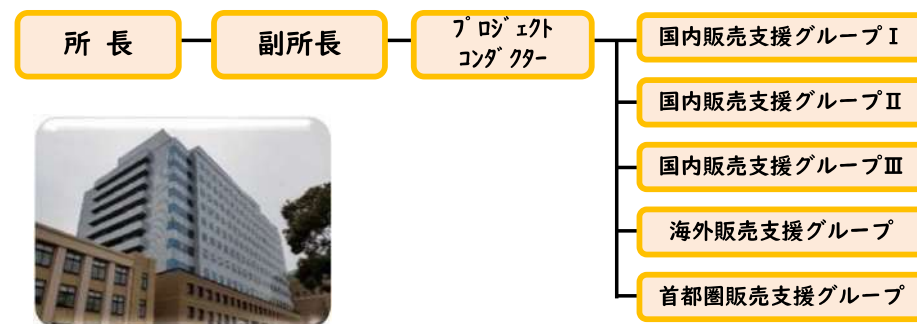 所 長
副所長
プロジェクト
コンダクター
国内販売支援グループⅠ
国内販売支援グループⅡ
国内販売支援グループⅢ
海外販売支援グループ
首都圏販売支援グループ